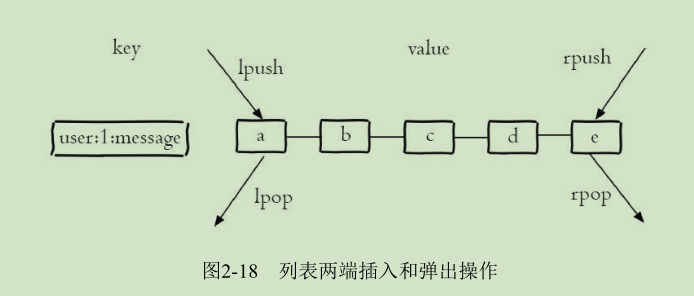 key
value
lpush
rpush
user:1:message
a
b
c
d
e
lpop
rpop
图2-18 列表两端插入和弹出操作